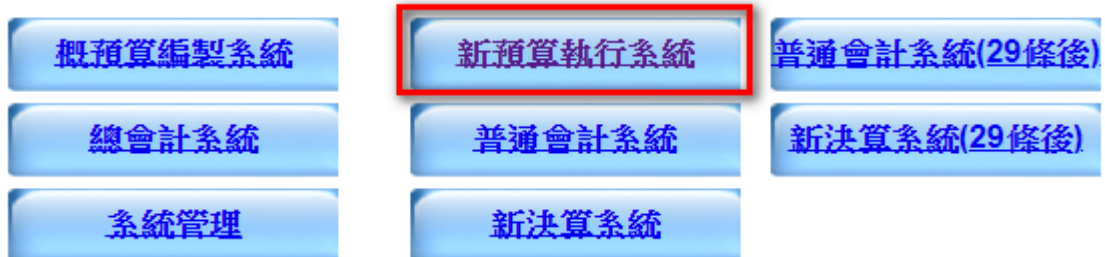 概預算編製系統
新預算執行系統
普通會計系統(29條後)
總會計系統
普通會計系統
新決算系統(29條後)
系統管理
新決算系統